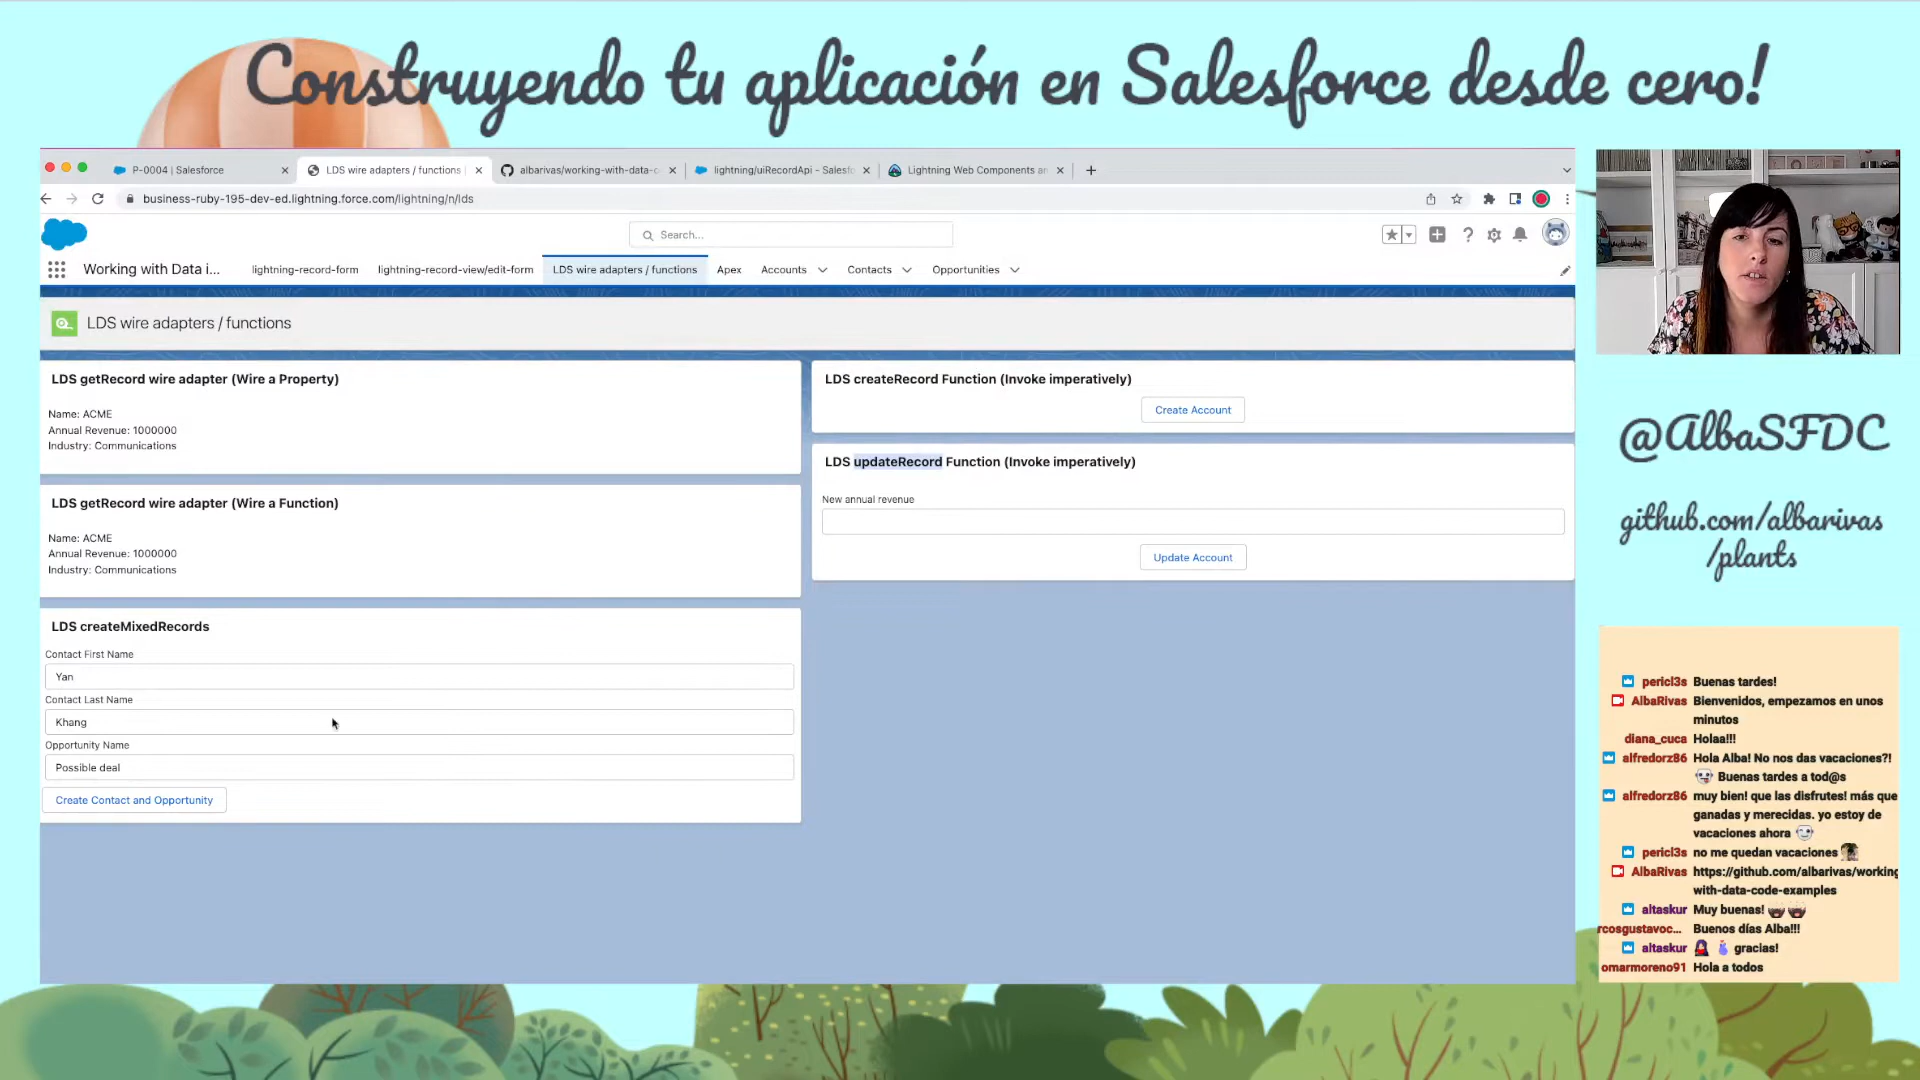 Construyendo tu aplicación en Salesforce desde cero!
P-0004 | Salesforce
LDS wire adapters / functions |
albarivas/working-with-data-c
lightning/uiRecordApi - Salesfo
Lightning Web Components an
business-ruby-195-dev-ed.lightning.force.com/lightning/n/lds
Search...
Working with Data i...
lightning-record-form
lightning-record-view/edit-form
LDS wire adapters / functions
Apex
Accounts
Contacts
Opportunities
LDS wire adapters / functions
LDS getRecord wire adapter (Wire a Property)
Name: ACME
Annual Revenue: 1000000
Industry: Communications
LDS getRecord wire adapter (Wire a Function)
Name: ACME
Annual Revenue: 1000000
Industry: Communications
LDS createMixedRecords
Contact First Name
Yan
Contact Last Name
Khang
Opportunity Name
Possible deal
Create Contact and Opportunity
LDS createRecord Function (Invoke imperatively)
Create Account
LDS updateRecord Function (Invoke imperatively)
New annual revenue
Update Account
@AlbaSFDC
github.com/albarivas
/plants
pericl3s Buenas tardes!
AlbaRivas Bienvenidos, empezamos en unos
minutos
diana_cuca Holaa!!!
alfredorz86 Hola Alba! No nos das vacaciones?!
Buenas tardes a tod@s
alfredorz86 muy bien! que las disfrutes! más que
ganadas y merecidas. yo estoy de
vacaciones ahora
pericl3s no me quedan vacaciones
AlbaRivas https://github.com/albarivas/working
with-data-code-examples
altaskur Muy buenas!
rcosgustavoc... Buenos días Alba!!!
altaskur gracias!
omarmoreno91 Hola a todos